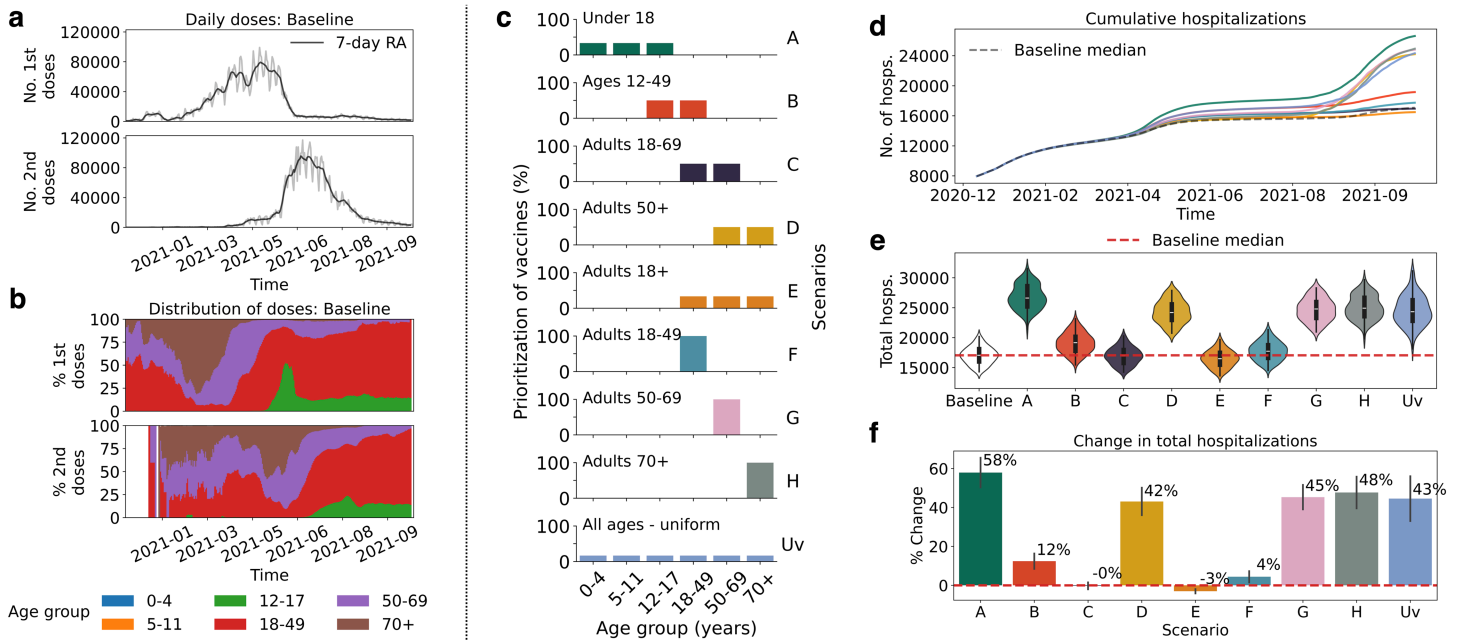 a
Daily doses: Baseline
7-day RA
No. 1st
doses
120000
80000
40000
0
No. 2nd
doses
120000
80000
40000
0
2021-01
2021-03
2021-05
2021-06
2021-08
2021-09
Time
b
Distribution of doses: Baseline
% 1st
doses
100
75
50
25
0
% 2nd
doses
100
75
50
25
0
2021-01
2021-03
2021-05
2021-06
2021-08
2021-09
Time
Age group
0-4
5-11
12-17
18-49
50-69
70+
c
Prioritization of vaccines (%)
Scenarios
100
0
Under 18
A
100
0
Ages 12-49
B
100
0
Adults 18-69
C
100
0
Adults 50+
D
100
0
Adults 18+
E
100
0
Adults 18-49
F
100
0
Adults 50-69
G
100
0
Adults 70+
H
100
0
All ages - uniform
Uv
0-4
5-11
12-17
18-49
50-69
70+
Age group (years)
d
Cumulative hospitalizations
Baseline median
No. of hosps.
24000
20000
16000
12000
8000
2020-12
2021-02
2021-04
2021-06
2021-09
Time
e
Baseline median
Total hosps.
30000
25000
20000
15000
Baseline
A
B
C
D
E
F
G
H
Uv
f
Change in total hospitalizations
% Change
60
40
20
0
58%
12%
-0%
42%
-3%
4%
45%
48%
43%
A
B
C
D
E
F
G
H
Uv
Scenario